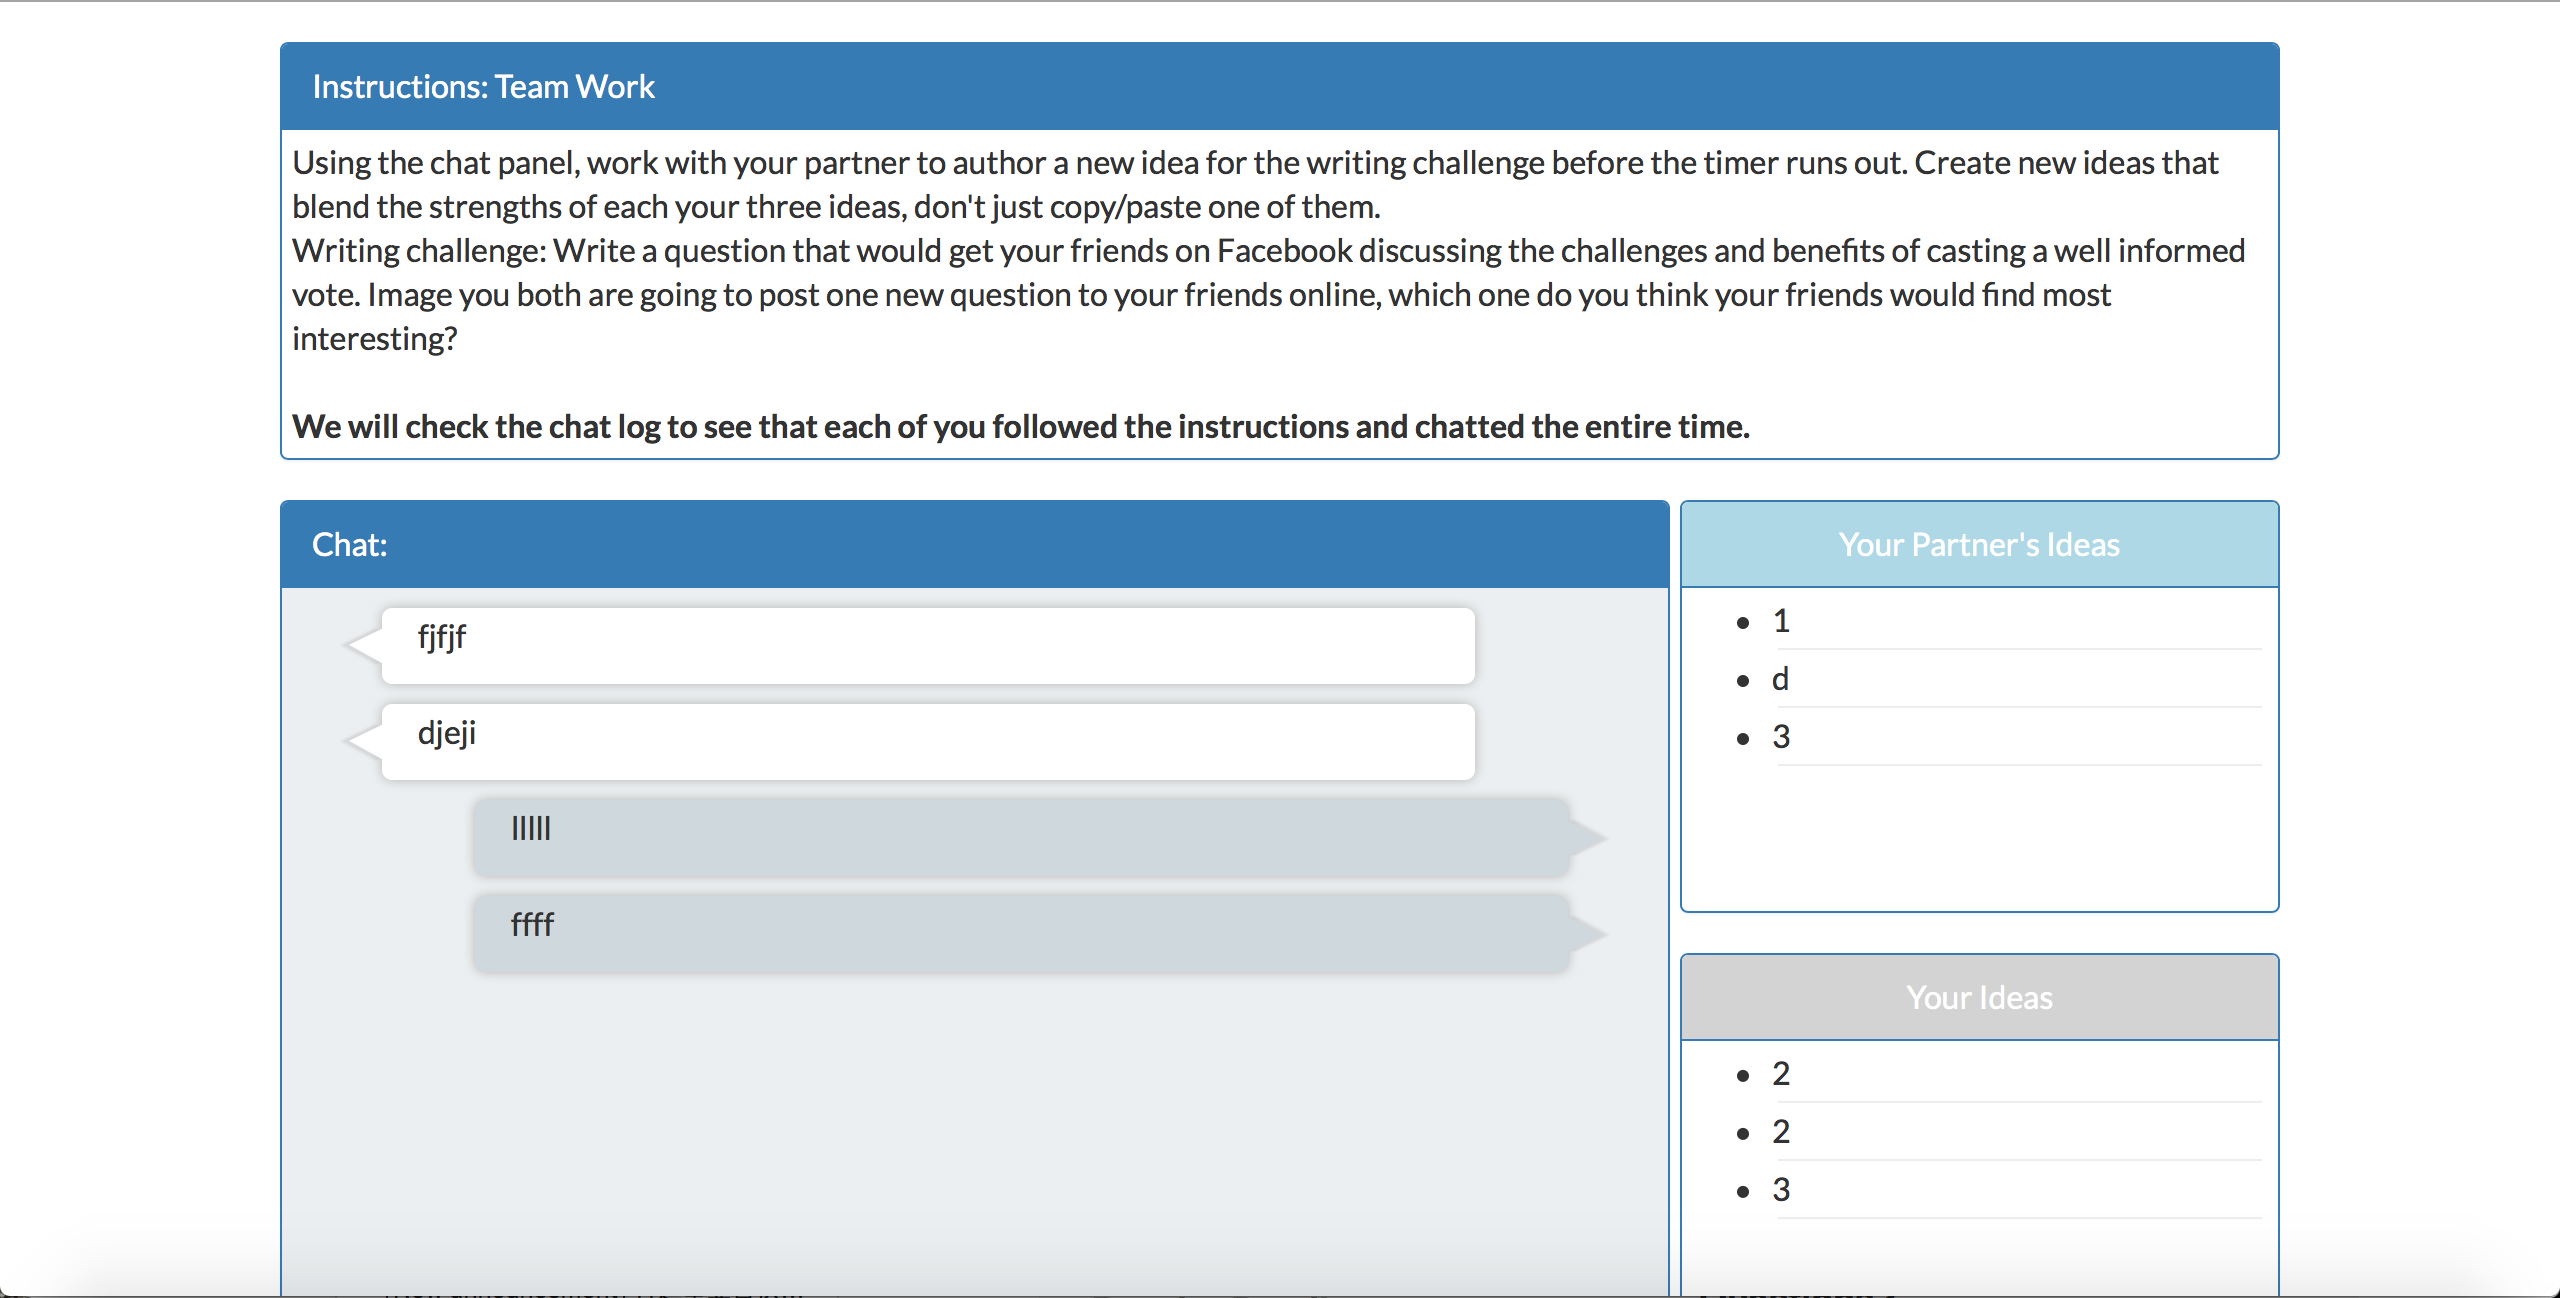 Instructions: Team Work
Using the chat panel, work with your partner to author a new idea for the writing challenge before the timer runs out. Create new ideas that
blend the strengths of each your three ideas, don't just copy/paste one of them.
Writing challenge: Write a question that would get your friends on Facebook discussing the challenges and benefits of casting a well informed
vote. Image you both are going to post one new question to your friends online, which one do you think your friends would find most
interesting?
We will check the chat log to see that each of you followed the instructions and chatted the entire time.
Chat:
fjfjf
djeji
lllll
ffff
Your Partner's Ideas
1
d
3
Your Ideas
2
2
3